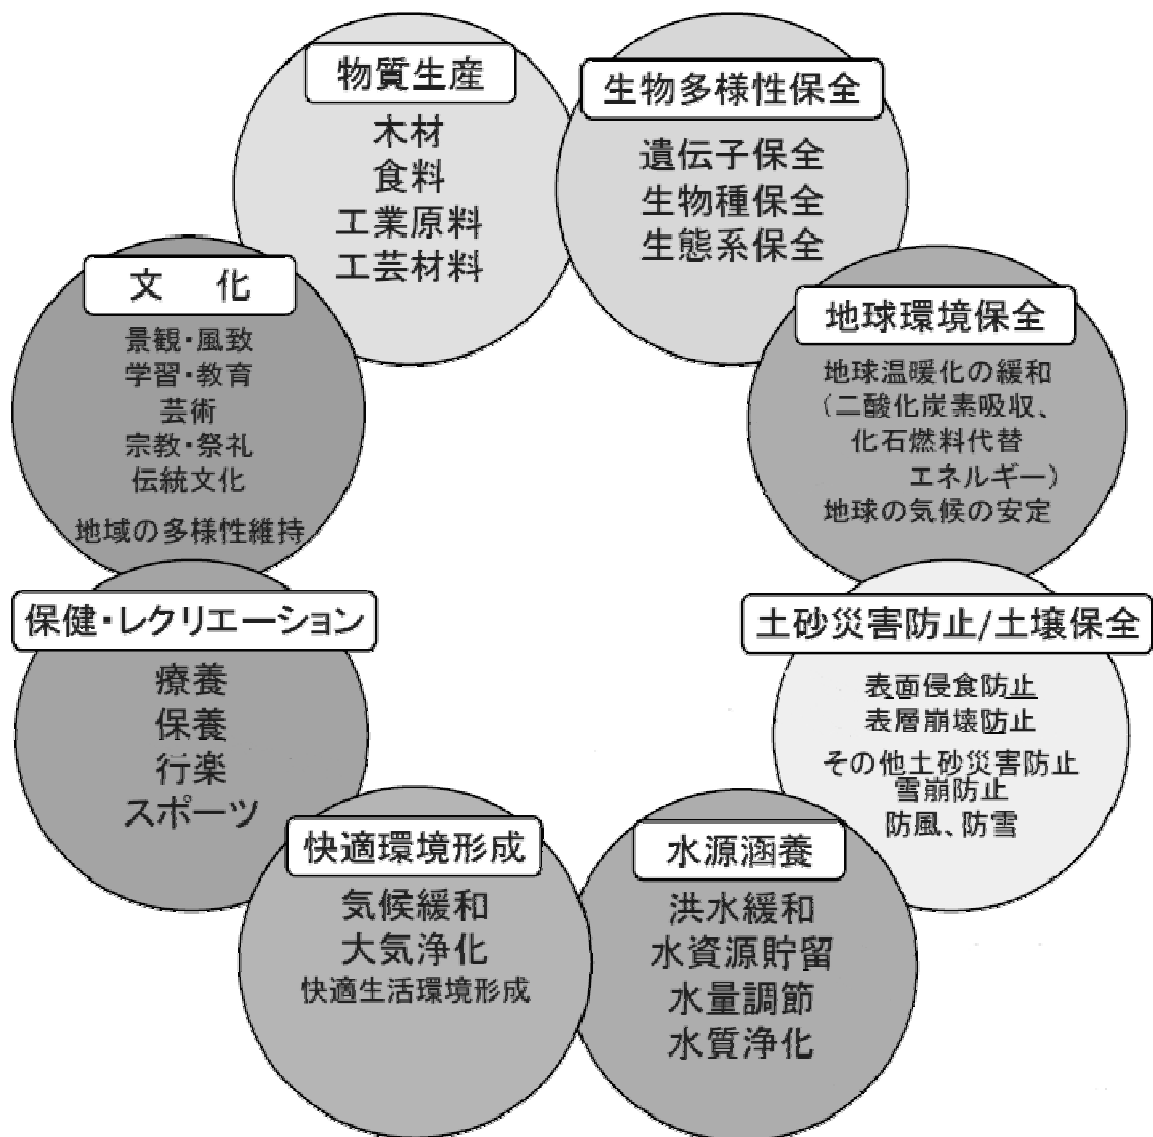 物質生産
木材
食料
工業原料
工芸材料
生物多様性保全
遺伝子保全
生物種保全
生態系保全
地球環境保全
地球温暖化の緩和
(二酸化炭素吸収、
化石燃料代替
エネルギー)
地球の気候の安定
土砂災害防止/土壌保全
表面侵食防止
表層崩壊防止
その他土砂災害防止
雪崩防止
防風、防雪
水源涵養
洪水緩和
水資源貯留
水量調節
水質浄化
快適環境形成
気候緩和
大気浄化
快適生活環境形成
保健・レクリエーション
療養
保養
行楽
スポーツ
文 化
景観・風致
学習・教育
芸術
宗教・祭礼
伝統文化
地域の多様性維持